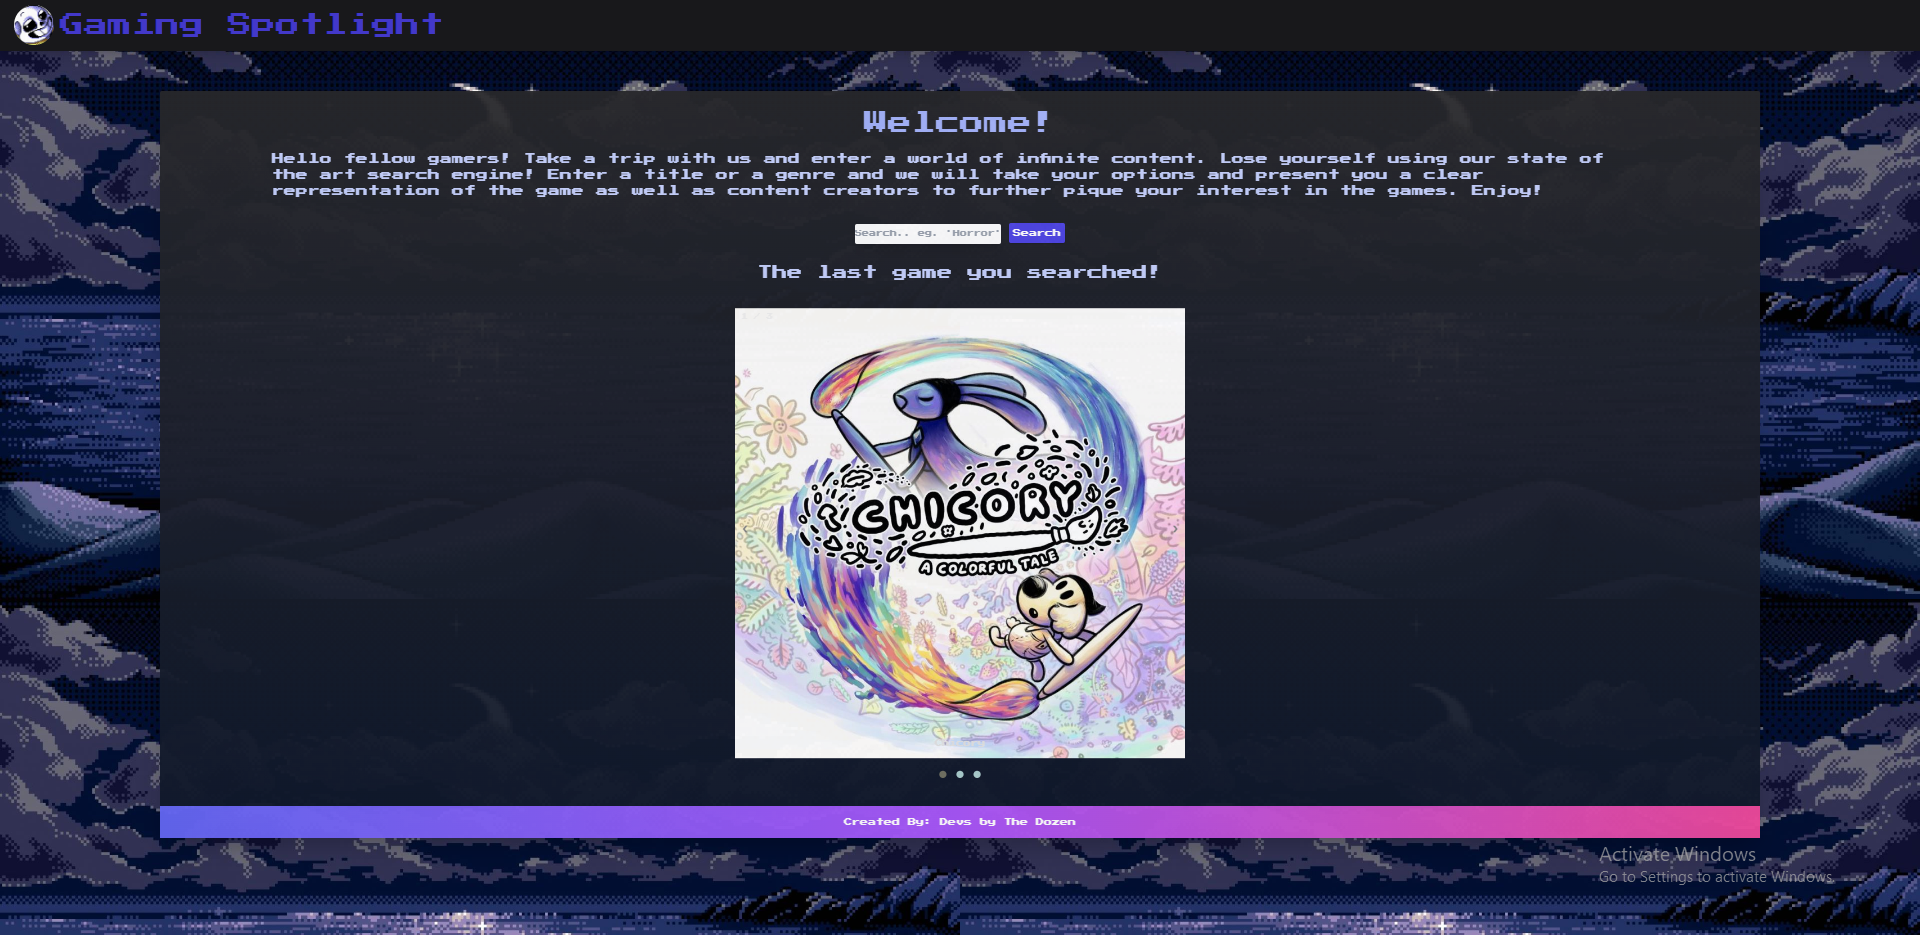 Gaming Spotlight
Welcome!
Hello fellow gamers! Take a trip with us and enter a world of infinite content. Lose yourself using our state of
the art search engine! Enter a title or a genre and we will take your options and present you a clear
representation of the game as well as content creators to further pique your interest in the games. Enjoy!
Search.. eg. 'Horror'
Search
The last game you searched!
CHICORY
A COLORFUL TALE
Created By: Devs by The Dozen
Activate Windows
Go to Settings to activate Windows.